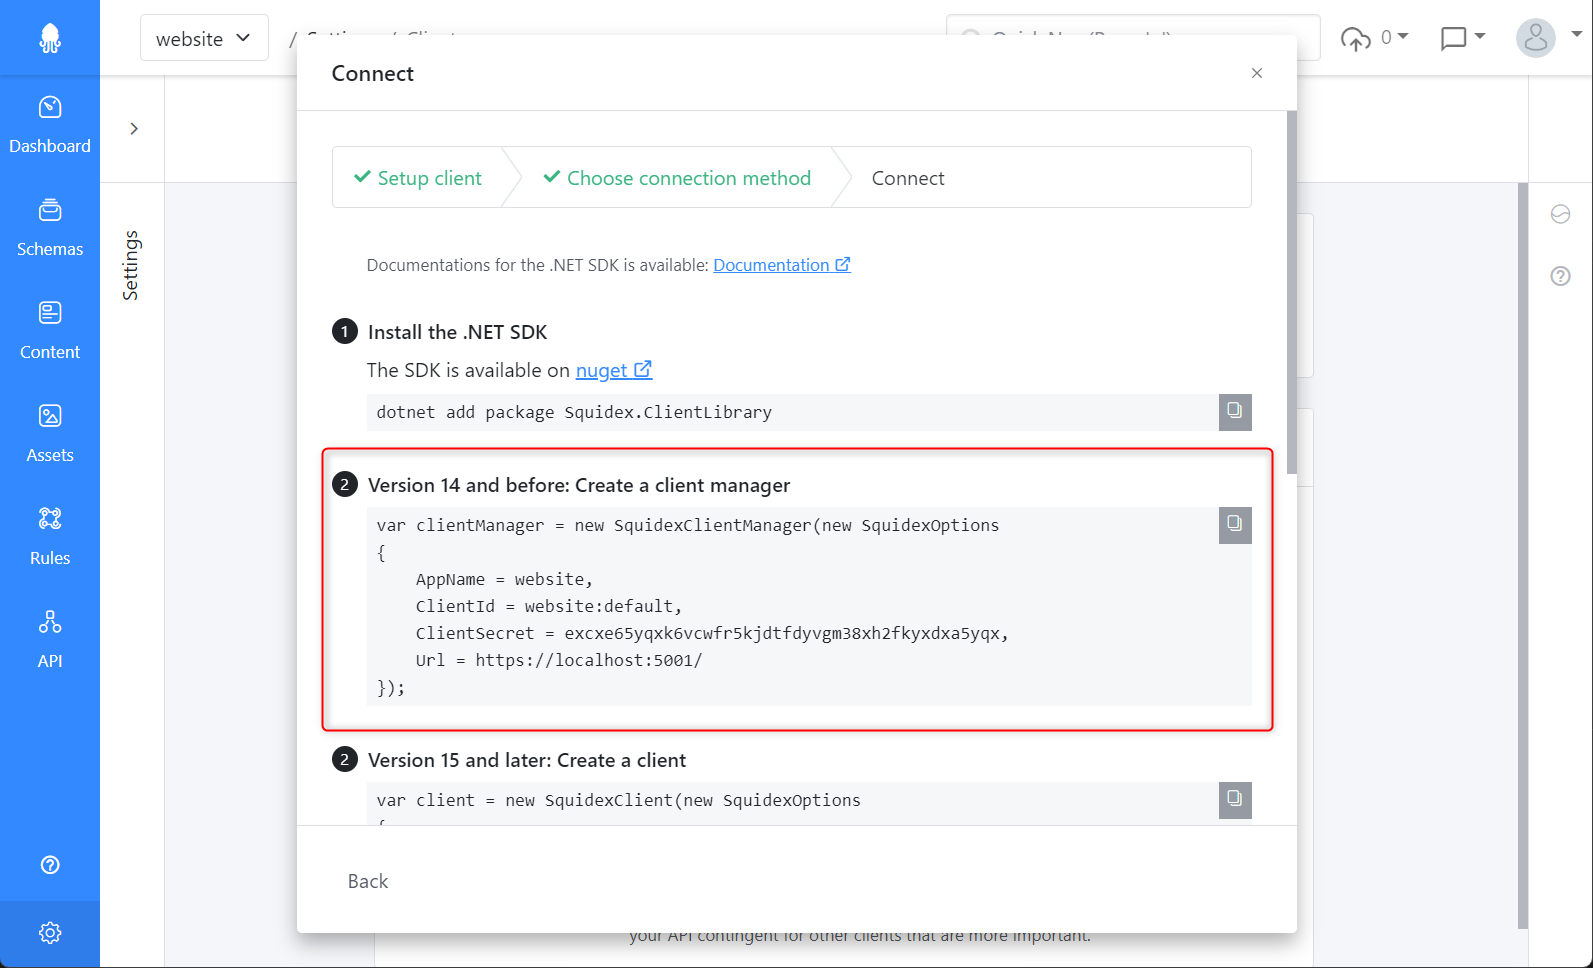 website
/
0
Connect
Dashboard
Schemas
Content
Assets
Rules
API
Settings
Setup client
Choose connection method
Connect
Documentations for the .NET SDK is available: Documentation
1 Install the .NET SDK
The SDK is available on nuget
dotnet add package Squidex.ClientLibrary
2 Version 14 and before: Create a client manager
var clientManager = new SquidexClientManager(new SquidexOptions
{
    AppName = website,
    ClientId = website:default,
    ClientSecret = excxe65yqxk6vcwfr5kjdtfdyvgm38xh2fkyxdxa5yqx,
    Url = https://localhost:5001/
});
2 Version 15 and later: Create a client
var client = new SquidexClient(new SquidexOptions
{
Back
your API contingent for other clients that are more important.